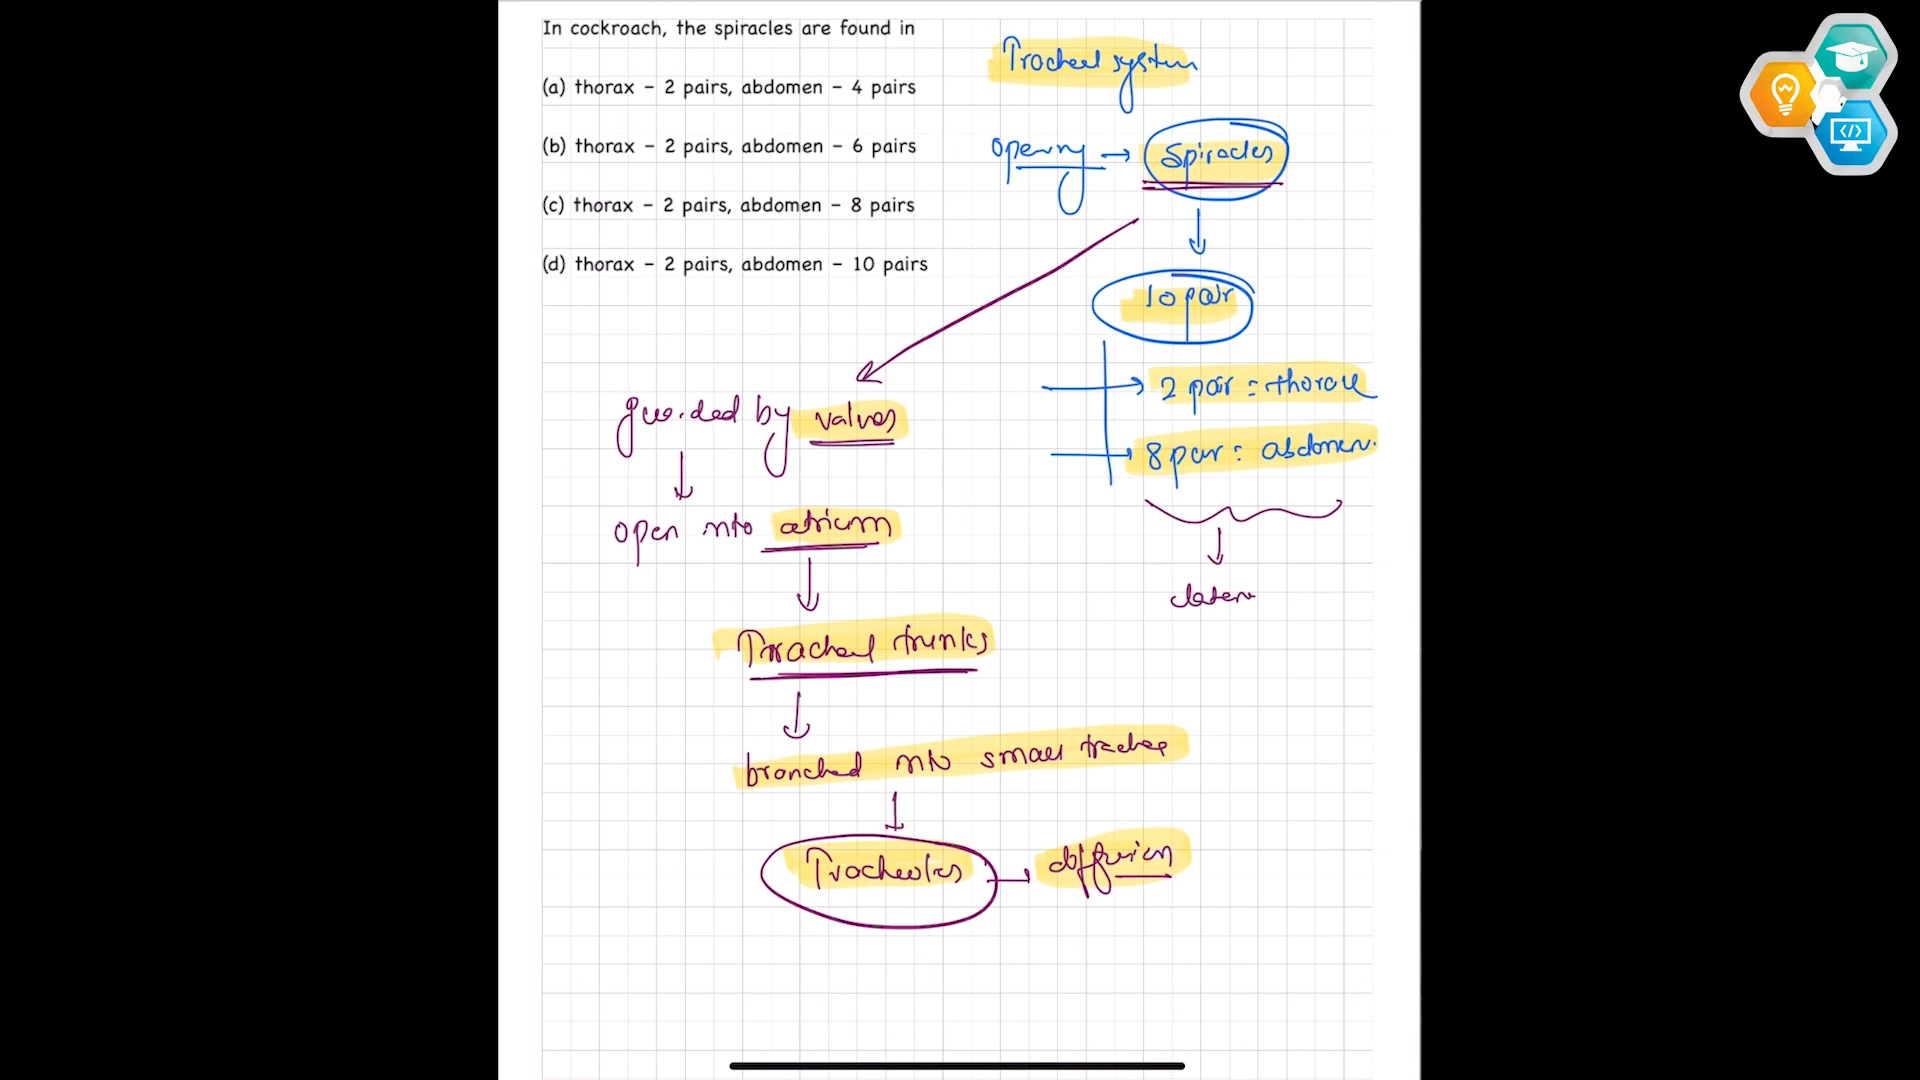 In cockroach, the spiracles are found in
(a) thorax - 2 pairs, abdomen - 4 pairs
(b) thorax - 2 pairs, abdomen - 6 pairs
(c) thorax - 2 pairs, abdomen - 8 pairs
(d) thorax - 2 pairs, abdomen - 10 pairs
Tracheal system
opening → Spiracles
10 pair
2 pair = thorax
8 pair = abdomen.
guarded by valves
open into atrium
Tracheal trunks
branched into small trachea
Tracheoles → diffusion